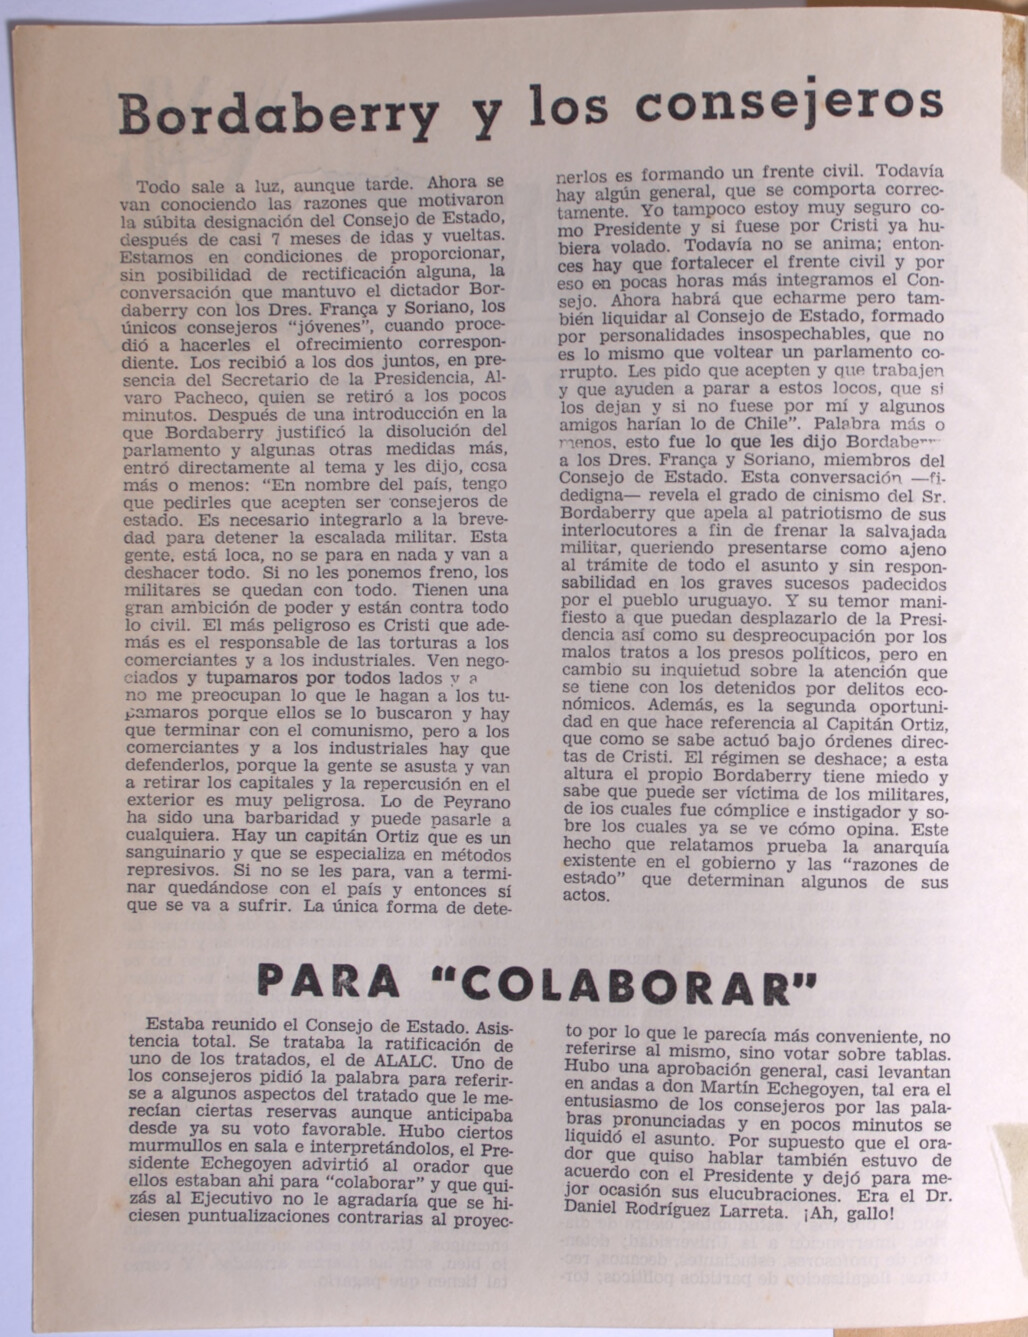 Bordaberry y los consejeros
Todo sale a luz, aunque tarde. Ahora se
van conociendo las razones que motivaron
la súbita designación del Consejo de Estado,
después de casi 7 meses de idas y vueltas.
Estamos en condiciones de proporcionar,
sin posibilidad de rectificación alguna, la
conversación que mantuvo el dictador Bor-
daberry con los Dres. França y Soriano, los
únicos consejeros “jóvenes”, cuando proce-
dió a hacerles el ofrecimiento correspon-
diente. Los recibió a los dos juntos, en pre-
sencia del Secretario de la Presidencia, Al-
varo Pacheco, quien se retiró a los pocos
minutos. Después de una introducción en la
que Bordaberry justificó la disolución del
parlamento y algunas otras medidas más,
entró directamente al tema y les dijo, cosa
más o menos: “En nombre del país, tengo
que pedirles que acepten ser consejeros de
estado. Es necesario integrarlo a la breve-
dad para detener la escalada militar. Esta
gente, está loca, no se para en nada y van a
deshacer todo. Si no les ponemos freno, los
militares se quedan con todo. Tienen una
gran ambición de poder y están contra todo
lo civil. El más peligroso es Cristi que ade-
más es el responsable de las torturas a los
comerciantes y a los industriales. Ven nego-
ciados y tupamaros por todos lados y a
no me preocupan lo que le hagan a los tu-
pamaros porque ellos se lo buscaron y hay
que terminar con el comunismo, pero a los
comerciantes y a los industriales hay que
defenderlos, porque la gente se asusta y van
a retirar los capitales y la repercusión en el
exterior es muy peligrosa. Lo de Peyrano
ha sido una barbaridad y puede pasarle a
cualquiera. Hay un capitán Ortiz que es un
sanguinario y que se especializa en métodos
represivos. Si no se les para, van a termi-
nar quedándose con el país y entonces sí
que se va a sufrir. La única forma de dete-
nerlos es formando un frente civil. Todavía
hay algún general, que se comporta correc-
tamente. Yo tampoco estoy muy seguro co-
mo Presidente y si fuese por Cristi ya hu-
biera volado. Todavía no se anima; enton-
ces hay que fortalecer el frente civil y por
eso en pocas horas más integramos el Con-
sejo. Ahora habrá que echarme pero tam-
bién liquidar al Consejo de Estado, formado
por personalidades insospechables, que no
es lo mismo que voltear un parlamento co-
rrupto. Les pido que acepten y que trabajen
y que ayuden a parar a estos locos, que si
los dejan y si no fuese por mí y algunos
amigos harían lo de Chile”. Palabra más o
menos, esto fue lo que les dijo Bordaberry
a los Dres. França y Soriano, miembros del
Consejo de Estado. Esta conversación —fi-
dedigna— revela el grado de cinismo del Sr.
Bordaberry que apela al patriotismo de sus
interlocutores a fin de frenar la salvajada
militar, queriendo presentarse como ajeno
al trámite de todo el asunto y sin respon-
sabilidad en los graves sucesos padecidos
por el pueblo uruguayo. Y su temor mani-
fiesto a que puedan desplazarlo de la Presi-
dencia así como su despreocupación por los
malos tratos a los presos políticos, pero en
cambio su inquietud sobre la atención que
se tiene con los detenidos por delitos eco-
nómicos. Además, es la segunda oportuni-
dad en que hace referencia al Capitán Ortiz,
que como se sabe actuó bajo órdenes direc-
tas de Cristi. El régimen se deshace; a esta
altura el propio Bordaberry tiene miedo y
sabe que puede ser víctima de los militares,
de los cuales fue cómplice e instigador y so-
bre los cuales ya se ve cómo opina. Este
hecho que relatamos prueba la anarquía
existente en el gobierno y las “razones de
estado” que determinan algunos de sus
actos.
PARA “COLABORAR”
Estaba reunido el Consejo de Estado. Asis-
tencia total. Se trataba la ratificación de
uno de los tratados, el de ALALC. Uno de
los consejeros pidió la palabra para referir-
se a algunos aspectos del tratado que le me-
recían ciertas reservas aunque anticipaba
desde ya su voto favorable. Hubo ciertos
murmullos en sala e interpretándolos, el Pre-
sidente Echegoyen advirtió al orador que
ellos estaban ahi para “colaborar” y que qui-
zás al Ejecutivo no le agradaría que se hi-
ciesen puntualizaciones contrarias al proyec-
to por lo que le parecía más conveniente, no
referirse al mismo, sino votar sobre tablas.
Hubo una aprobación general, casi levantan
en andas a don Martín Echegoyen, tal era el
entusiasmo de los consejeros por las pala-
bras pronunciadas y en pocos minutos se
liquidó el asunto. Por supuesto que el ora-
dor que quiso hablar también estuvo de
acuerdo con el Presidente y dejó para me-
jor ocasión sus elucubraciones. Era el Dr.
Daniel Rodríguez Larreta. ¡Ah, gallo!